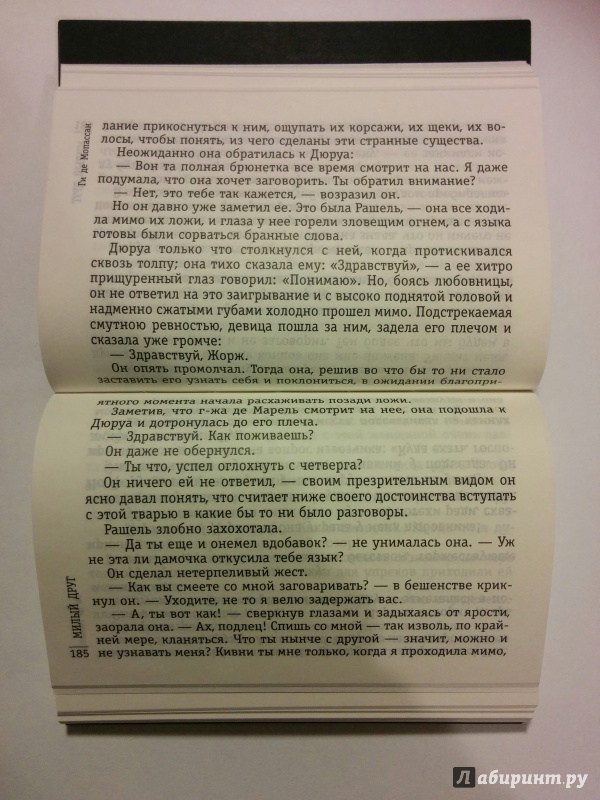 Ги де Мопассан
лание прикоснуться к ним, ощупать их корсажи, их щеки, их во-
лосы, чтобы понять, из чего сделаны эти странные существа.
Неожиданно она обратилась к Дюруа:
— Вон та полная брюнетка все время смотрит на нас. Я даже
подумала, что она хочет заговорить. Ты обратил внимание?
— Нет, это тебе так кажется, — возразил он.
Но он давно уже заметил ее. Это была Рашель, — она все ходи-
ла мимо их ложи, и глаза у нее горели зловещим огнем, а с языка
готовы были сорваться бранные слова.
Дюруа только что столкнулся с ней, когда протискивался
сквозь толпу; она тихо сказала ему: «Здравствуй», — а ее хитро
прищуренный глаз говорил: «Понимаю». Но, боясь любовницы,
он не ответил на это заигрывание и с высоко поднятой головой и
надменно сжатыми губами холодно прошел мимо. Подстрекаемая
смутною ревностью, девица пошла за ним, задела его плечом и
сказала уже громче:
— Здравствуй, Жорж.
Он опять промолчал. Тогда она, решив во что бы то ни стало
заставить его узнать себя и поклониться, в ожидании благопри-
ятного момента начала расхаживать позади ложи.
Заметив, что г-жа де Марель смотрит на нее, она подошла к
Дюруа и дотронулась до его плеча.
— Здравствуй. Как поживаешь?
Он даже не обернулся.
— Ты что, успел оглохнуть с четверга?
Он ничего ей не ответил, — своим презрительным видом он
ясно давал понять, что считает ниже своего достоинства вступать
с этой тварью в какие бы то ни было разговоры.
Рашель злобно захохотала.
— Да ты еще и онемел вдобавок? — не унималась она. — Уж
не эта ли дамочка откусила тебе язык?
Он сделал нетерпеливый жест.
— Как вы смеете со мной заговаривать? — в бешенстве крик-
нул он. — Уходите, не то я велю задержать вас.
— А, ты вот как! — сверкнув глазами и задыхаясь от ярости,
заорала она. — Ах, подлец! Спишь со мной — так изволь, по край-
ней мере, кланяться. Что ты нынче с другой — значит, можно и
не узнавать меня? Кивни ты мне только, когда я проходила мимо,
МИЛЫЙ ДРУГ
185
Лабиринт.ру